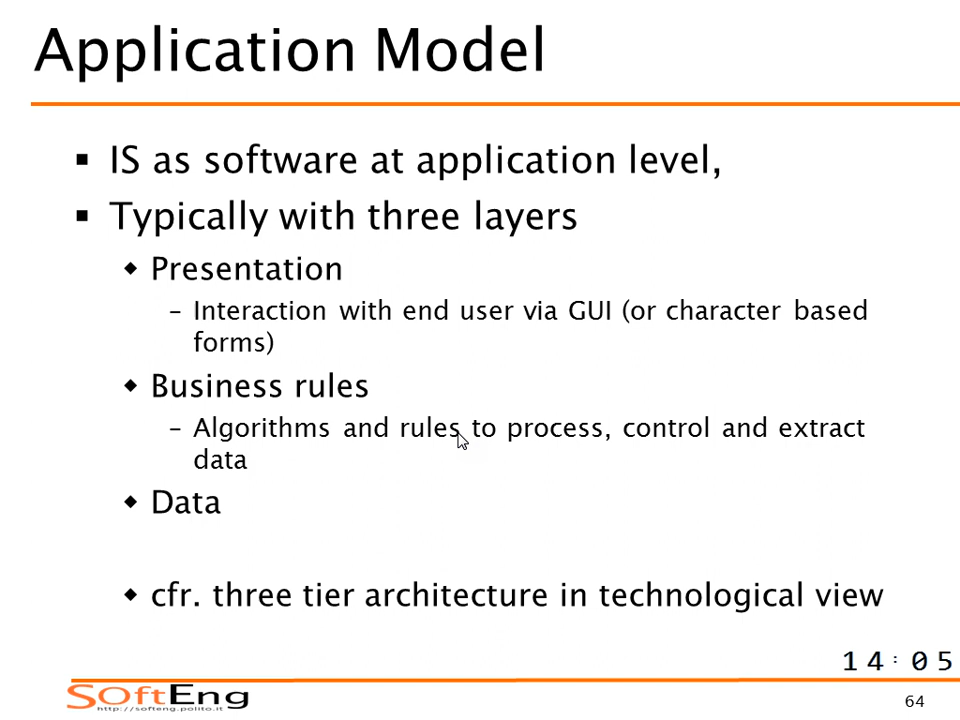 Application Model
▪ IS as software at application level,
▪ Typically with three layers
◆ Presentation
– Interaction with end user via GUI (or character based
forms)
◆ Business rules
– Algorithms and rules to process, control and extract
data
◆ Data
◆ cfr. three tier architecture in technological view
14:05
SoftEng
http://softeng.polito.it
64